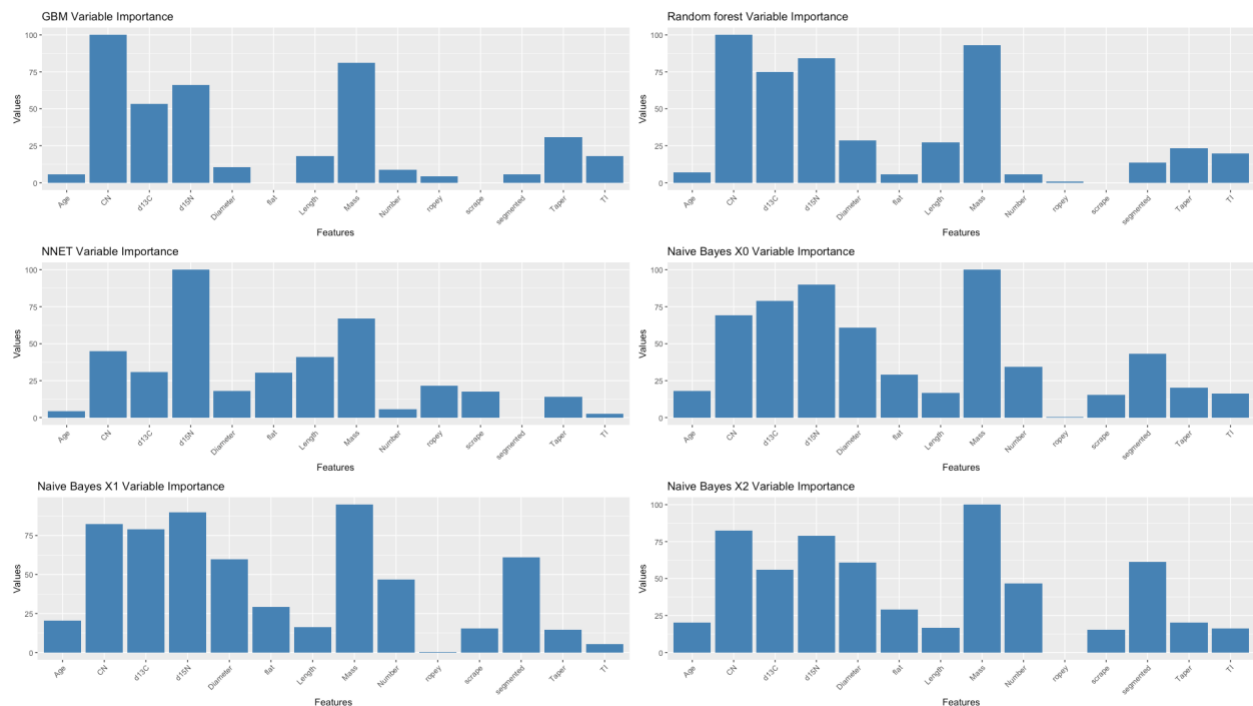 GBM Variable Importance
100
75
50
25
0
Values
Age CN d13C d15N Diameter flat Length Mass Number ropey scrape segmented Taper TI
Features
Random forest Variable Importance
100
75
50
25
0
Values
Age CN d13C d15N Diameter flat Length Mass Number ropey scrape segmented Taper TI
Features
NNET Variable Importance
100
75
50
25
0
Values
Age CN d13C d15N Diameter flat Length Mass Number ropey scrape segmented Taper TI
Features
Naive Bayes X0 Variable Importance
100
75
50
25
0
Values
Age CN d13C d15N Diameter flat Length Mass Number ropey scrape segmented Taper TI
Features
Naive Bayes X1 Variable Importance
75
50
25
0
Values
Age CN d13C d15N Diameter flat Length Mass Number ropey scrape segmented Taper TI
Features
Naive Bayes X2 Variable Importance
100
75
50
25
0
Values
Age CN d13C d15N Diameter flat Length Mass Number ropey scrape segmented Taper TI
Features